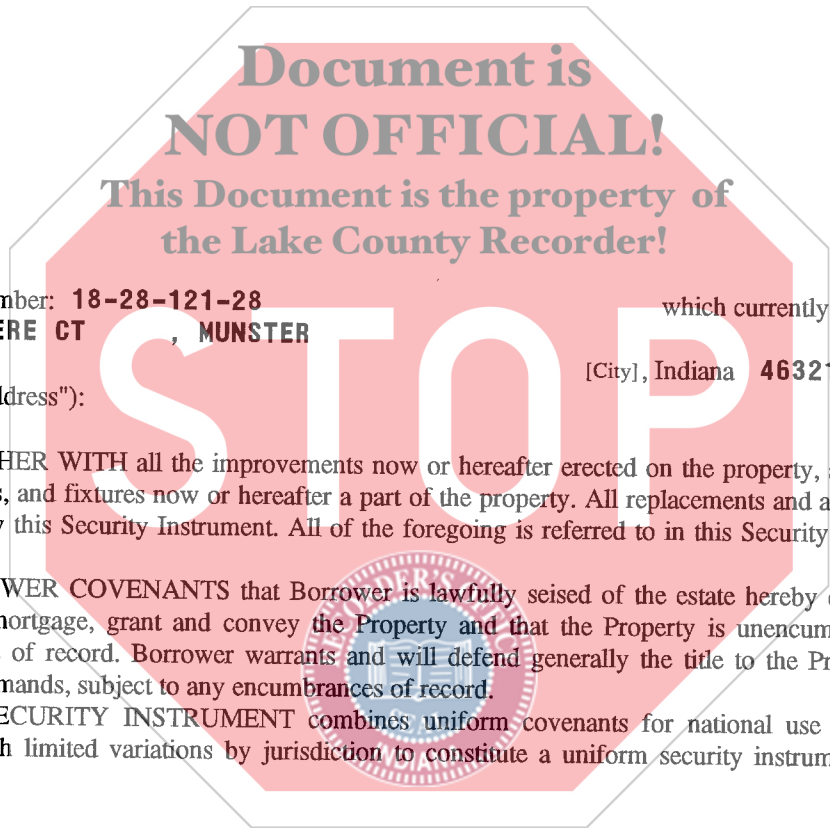 Document is
NOT OFFICIAL!
This Document is the property of
the Lake County Recorder!
mber: 18-28-121-28 which currently
ERE CT , MUNSTER
[City], Indiana 46321
ddress"):
STOP
HER WITH all the improvements now or hereafter erected on the property,
s, and fixtures now or hereafter a part of the property. All replacements and a
y this Security Instrument. All of the foregoing is referred to in this Security
WER COVENANTS that Borrower is lawfully seised of the estate hereby
mortgage, grant and convey the Property and that the Property is unencum
of record. Borrower warrants and will defend generally the title to the Pr
mands, subject to any encumbrances of record.
ECURITY INSTRUMENT combines uniform covenants for national use
h limited variations by jurisdiction to constitute a uniform security instrum
INDIANA